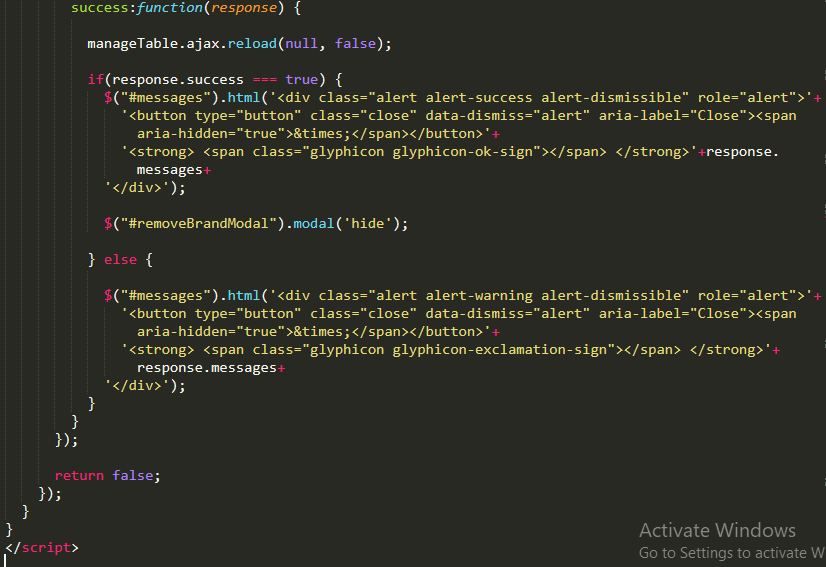 success:function(response) {
manageTable.ajax.reload(null, false);
if(response.success === true) {
$("#messages").html('<div class="alert alert-success alert-dismissible" role="alert">'+
'<button type="button" class="close" data-dismiss="alert" aria-label="Close"><span
aria-hidden="true">&times;</span></button>'+
'<strong> <span class="glyphicon glyphicon-ok-sign"></span> </strong>'+response.
messages+
'</div>');
$("#removeBrandModal").modal('hide');
} else {
$("#messages").html('<div class="alert alert-warning alert-dismissible" role="alert">'+
'<button type="button" class="close" data-dismiss="alert" aria-label="Close"><span
aria-hidden="true">&times;</span></button>'+
'<strong> <span class="glyphicon glyphicon-exclamation-sign"></span> </strong>'+
response.messages+
'</div>');
}
}
});
return false;
});
}
}
</script>
Activate Windows
Go to Settings to activate W